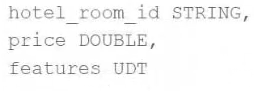 hotel_room_id STRING,
price DOUBLE,
features UDT